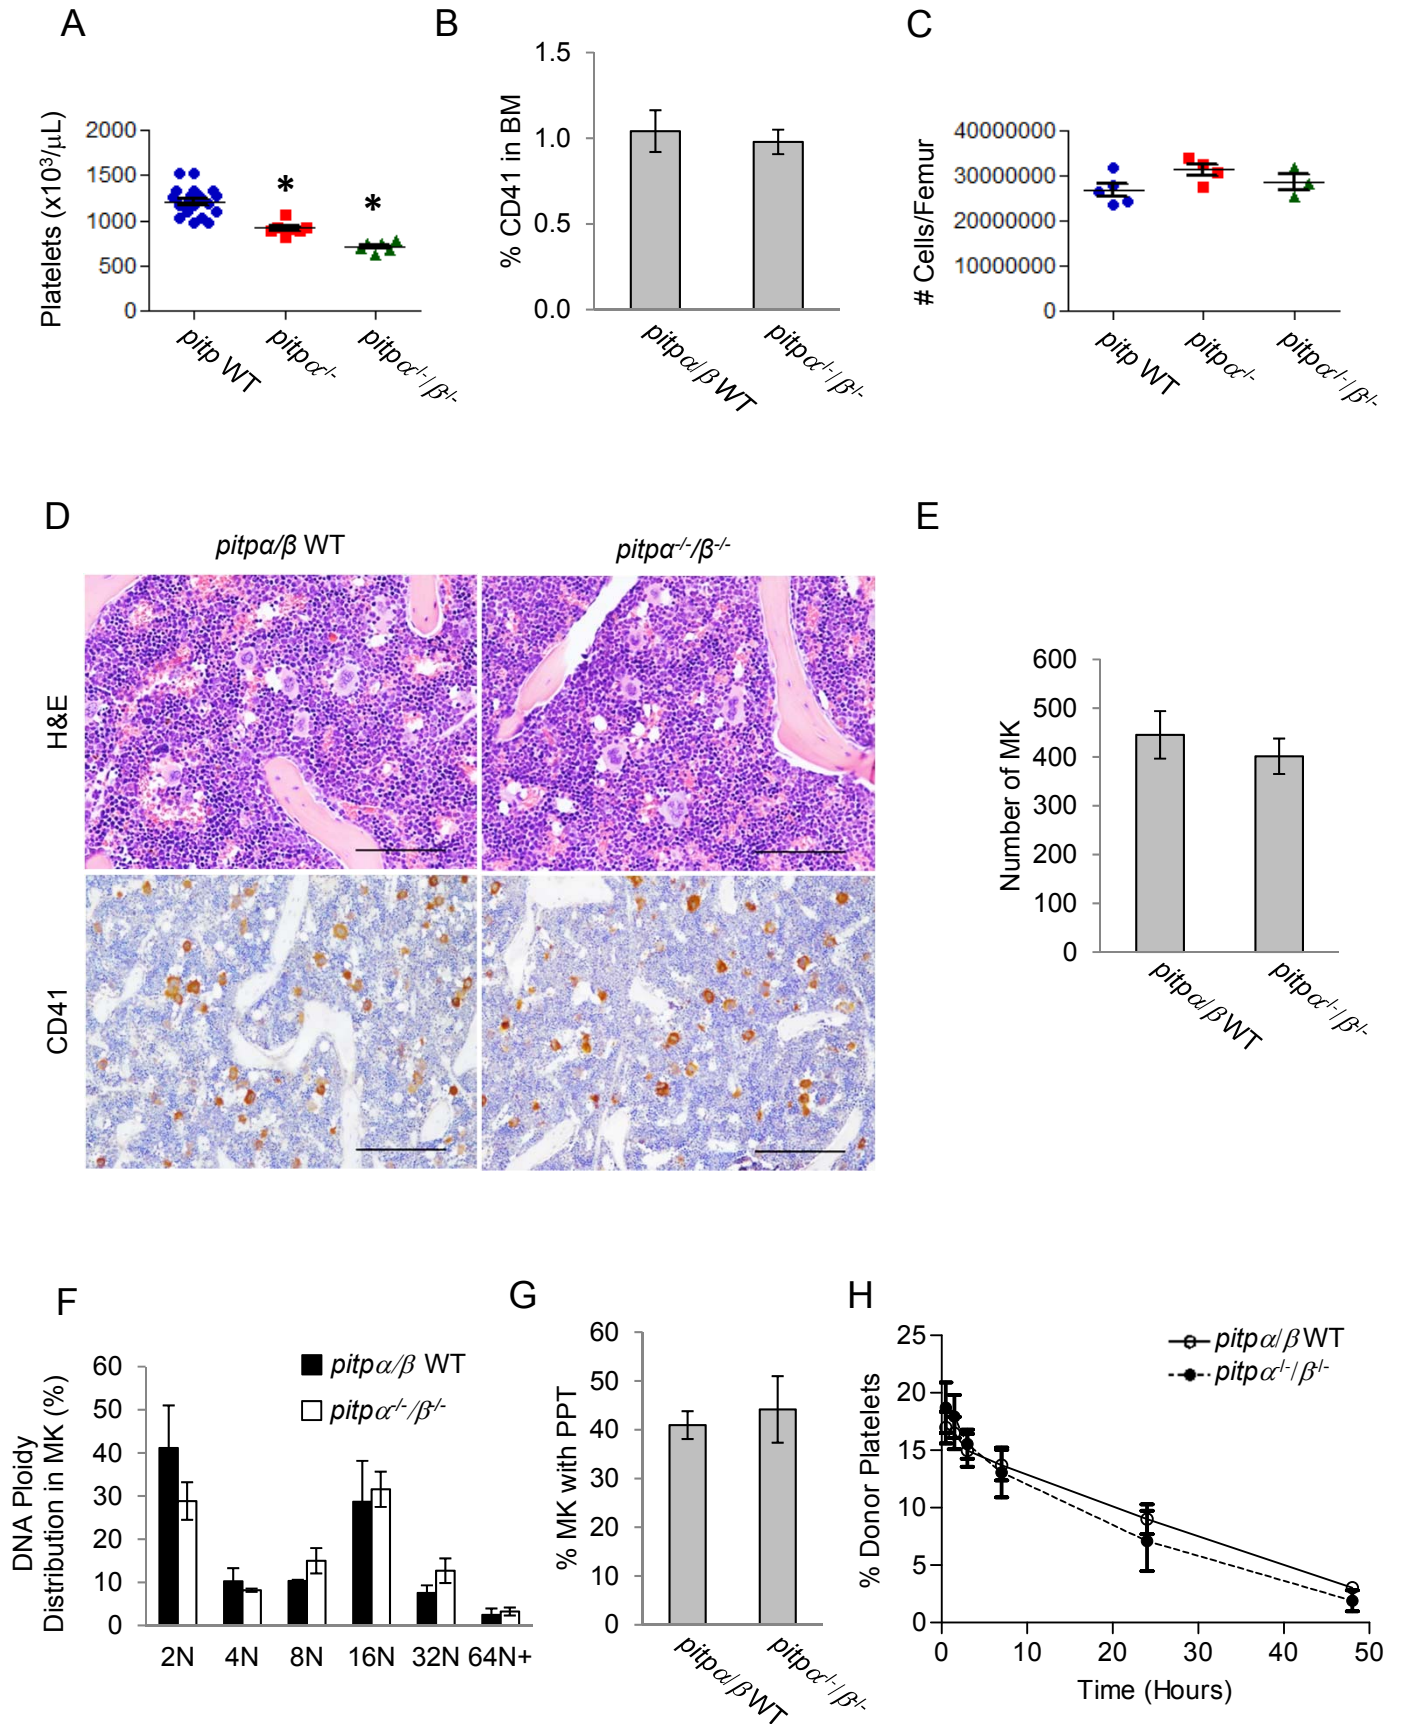 A
Platelets (x10³/µL)
2000
1500
1000
500
0
*
*
pitp WT
pitpα-/-
pitpα-/-/β-/-
B
% CD41 in BM
1.5
1.0
0.5
0.0
pitpα/β WT
pitpα-/-/β-/-
C
# Cells/Femur
40000000
30000000
20000000
10000000
0
pitp WT
pitpα-/-
pitpα-/-/β-/-
D
pitpα/β WT
pitpα-/-/β-/-
H&E
CD41
E
Number of MK
600
500
400
300
200
100
0
pitpα/β WT
pitpα-/-/β-/-
F
DNA Ploidy
Distribution in MK (%)
60
50
40
30
20
10
0
pitpα/β WT
pitpα-/-/β-/-
2N 4N 8N 16N 32N 64N+
G
% MK with PPT
60
50
40
30
20
10
0
pitpα/β WT
pitpα-/-/β-/-
H
% Donor Platelets
25
20
15
10
5
0
pitpα/β WT
pitpα-/-/β-/-
0 10 20 30 40 50
Time (Hours)